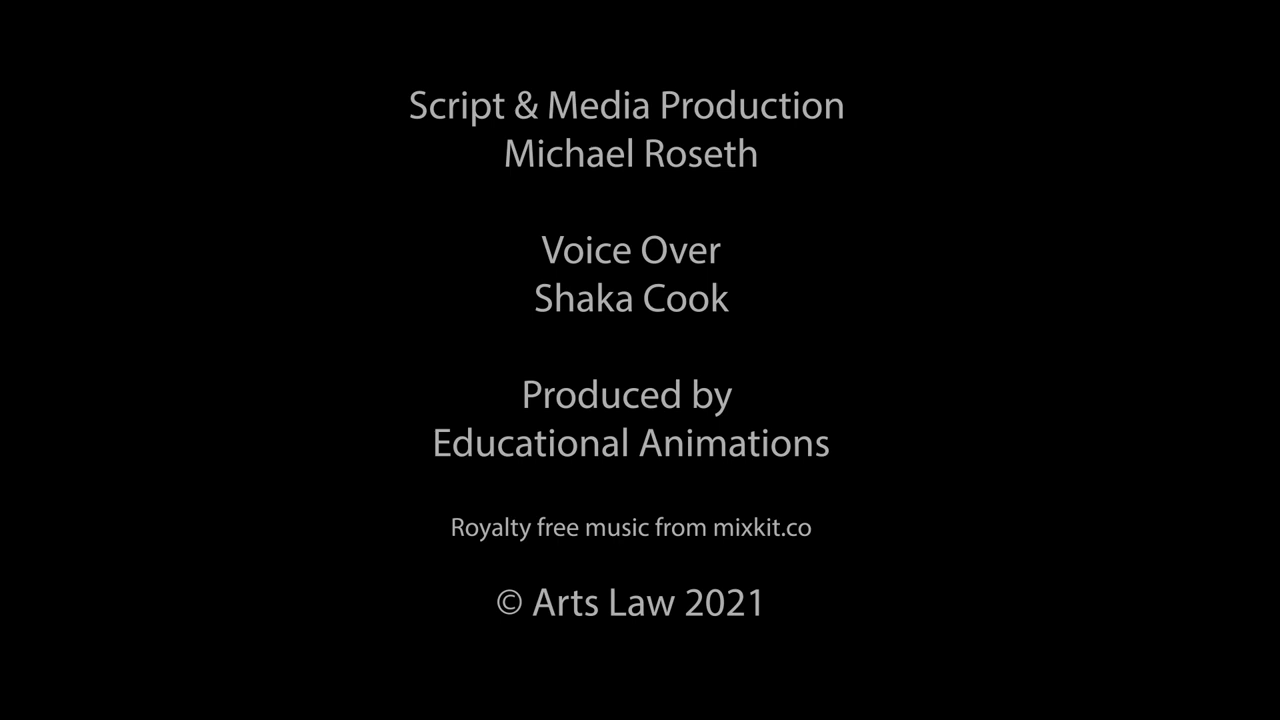 Script & Media Production
Michael Roseth
Voice Over
Shaka Cook
Produced by
Educational Animations
Royalty free music from mixkit.co
© Arts Law 2021